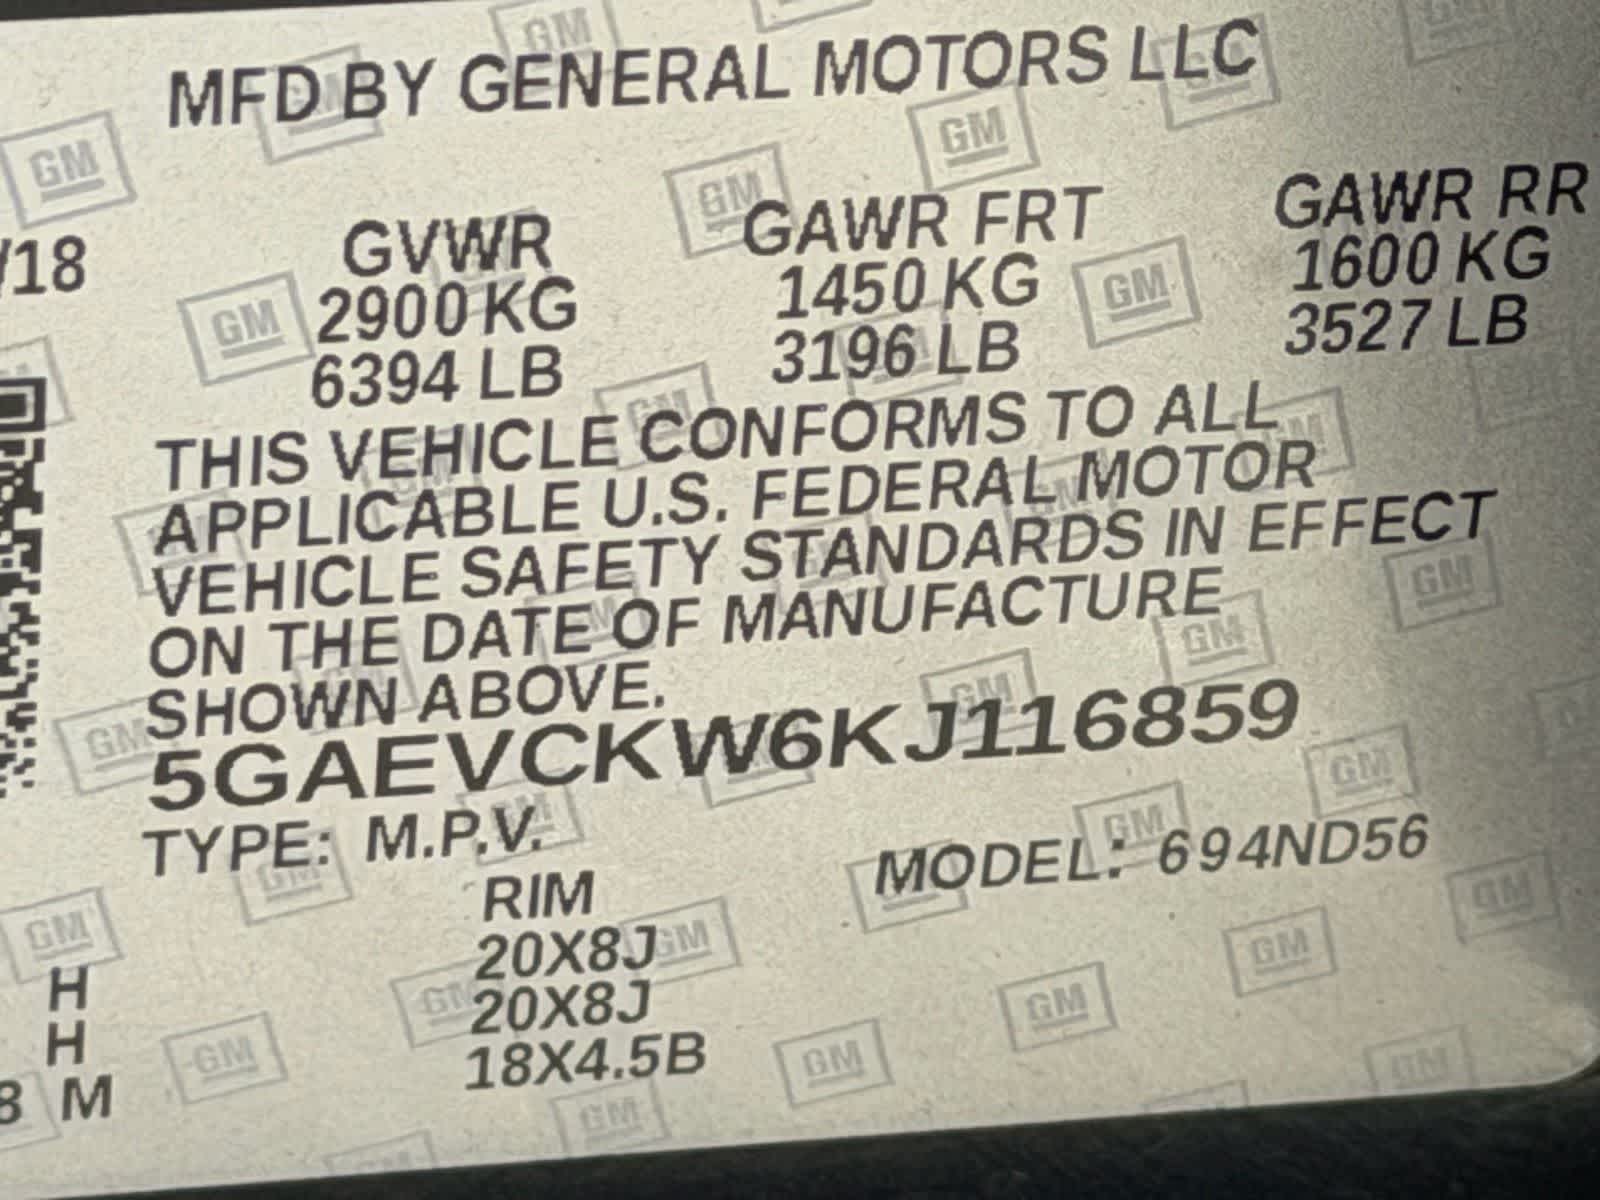 MFD BY GENERAL MOTORS LLC
/18
GVWR
2900 KG
6394 LB
GAWR FRT
1450 KG
3196 LB
GAWR RR
1600 KG
3527 LB
THIS VEHICLE CONFORMS TO ALL
APPLICABLE U.S. FEDERAL MOTOR
VEHICLE SAFETY STANDARDS IN EFFECT
ON THE DATE OF MANUFACTURE
SHOWN ABOVE.
5GAEVCKW6KJ116859
TYPE: M.P.V.
MODEL: 694ND56
RIM
H 20X8J
H 20X8J
8 M 18X4.5B
GM